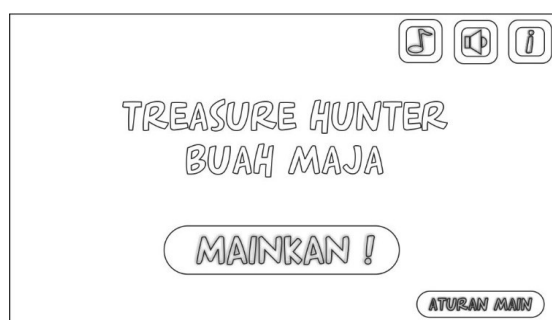 i
TREASURE HUNTER
BUAH MAJA
MAINKAN !
ATURAN MAIN